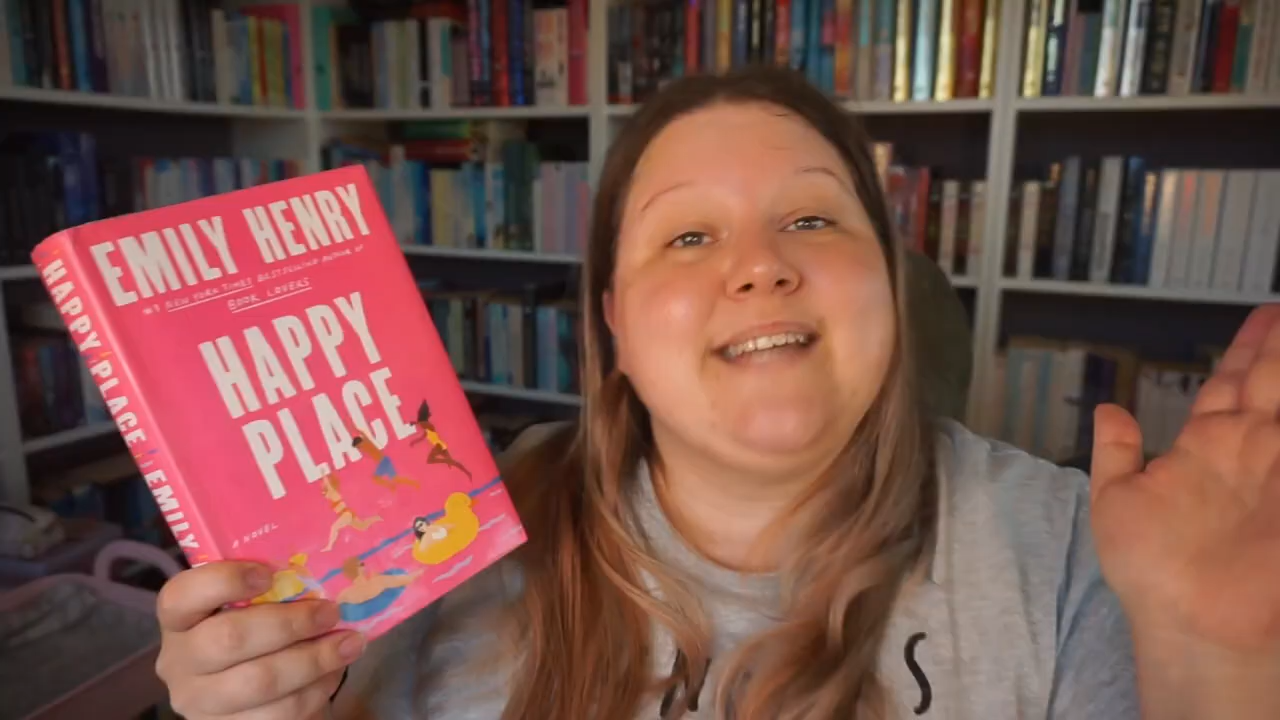 EMILY HENRY
#1 NEW YORK TIMES BESTSELLING AUTHOR OF
BOOK LOVERS
HAPPY
PLACE
A NOVEL
HAPPY PLACE EMILY
S